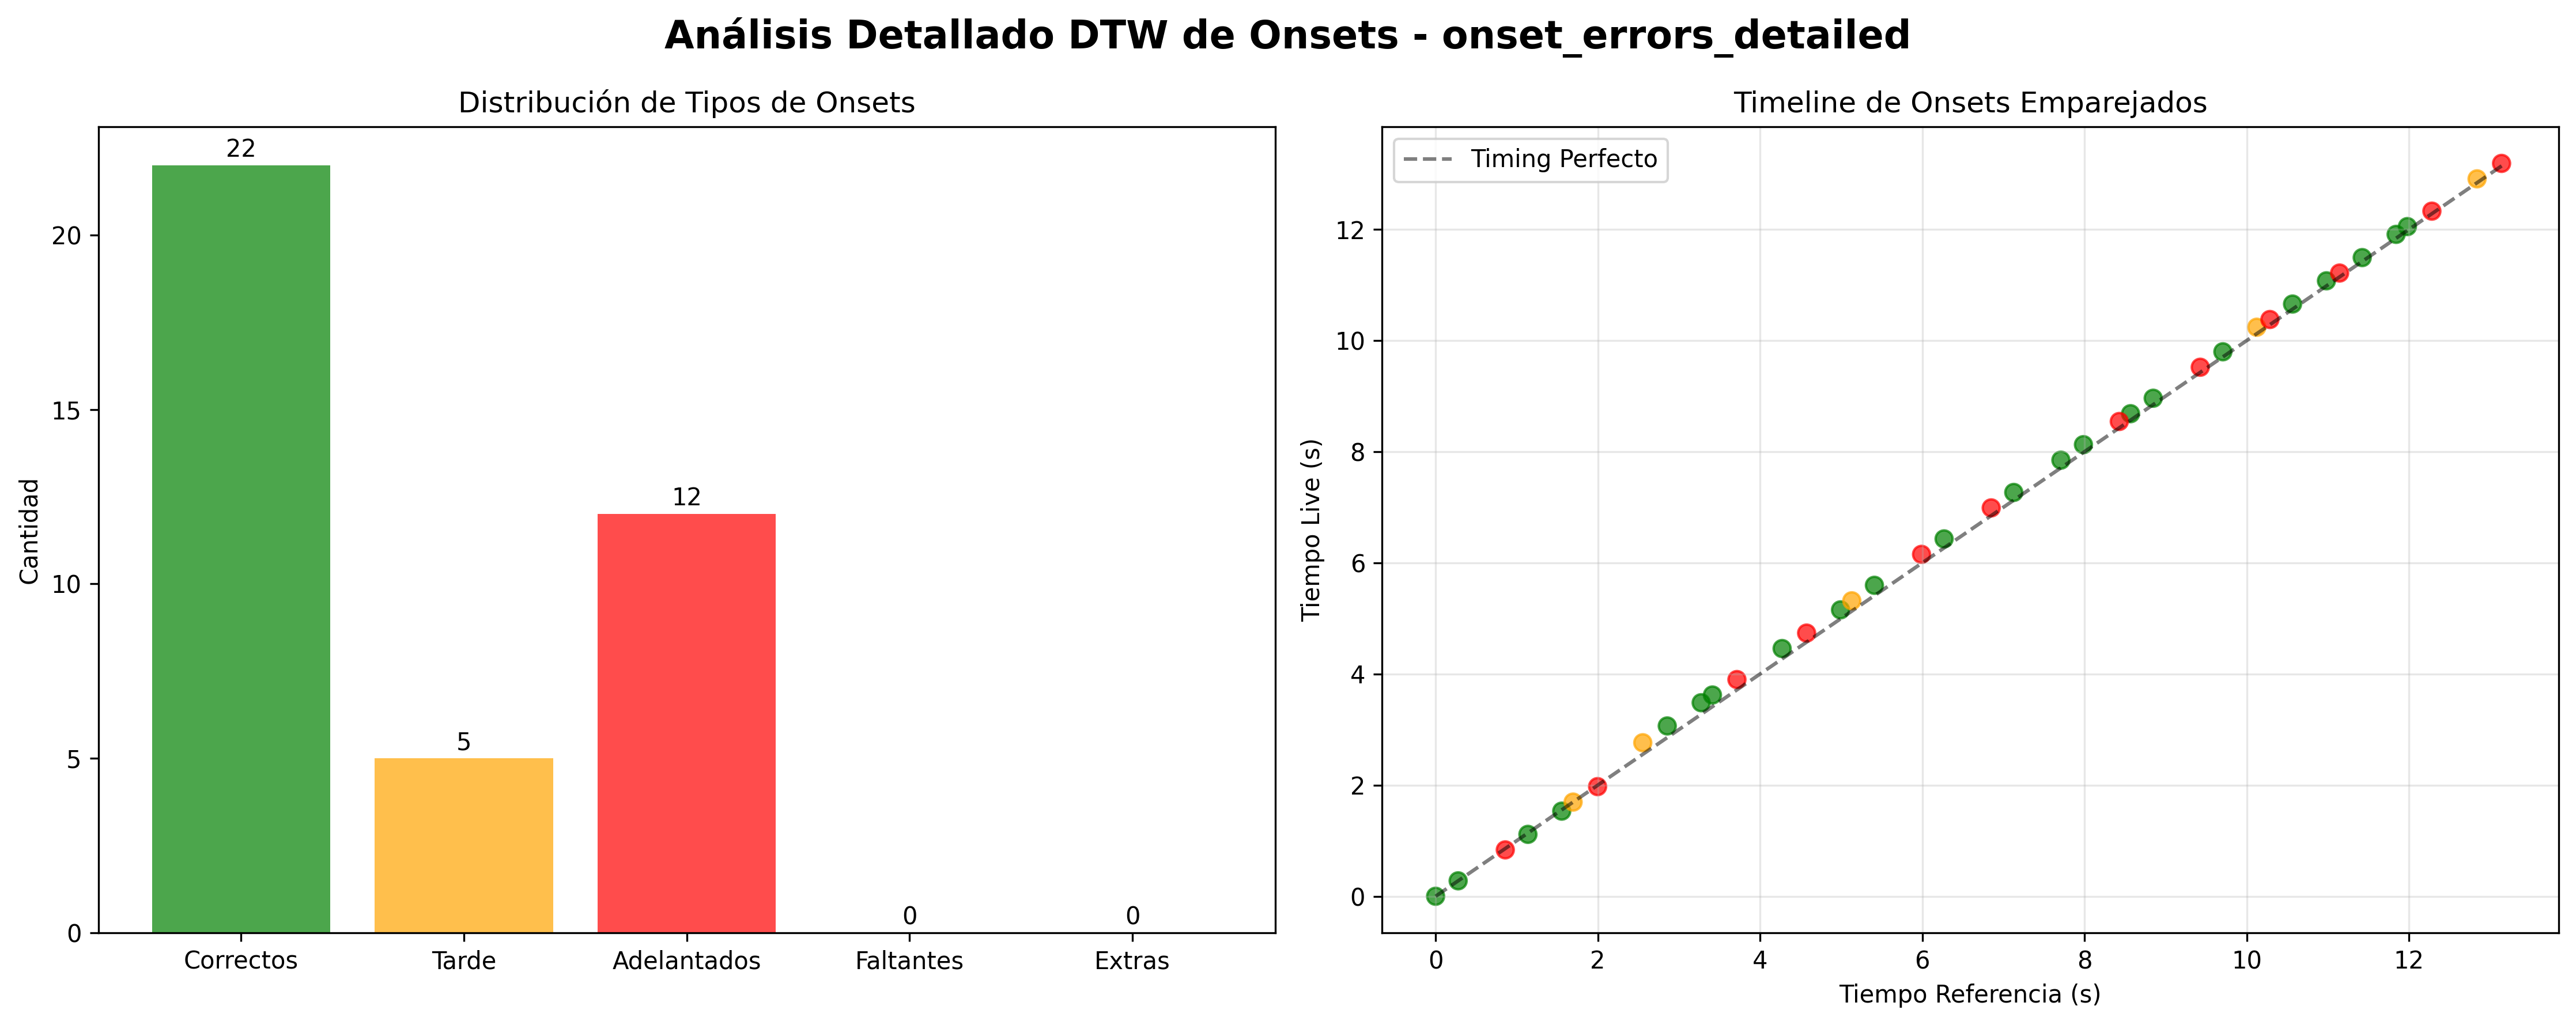 Análisis Detallado DTW de Onsets - onset_errors_detailed
Distribución de Tipos de Onsets
Cantidad
20
15
10
5
0
22
5
12
0
0
Correctos
Tarde
Adelantados
Faltantes
Extras
Timeline de Onsets Emparejados
Timing Perfecto
Tiempo Live (s)
12
10
8
6
4
2
0
0
2
4
6
8
10
12
Tiempo Referencia (s)